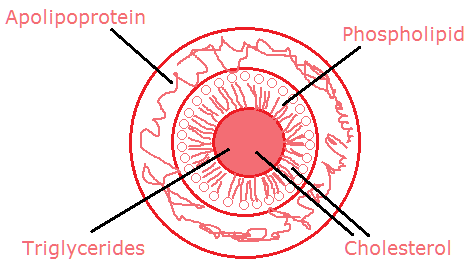 Apolipoprotein
Phospholipid
Triglycerides
Cholesterol